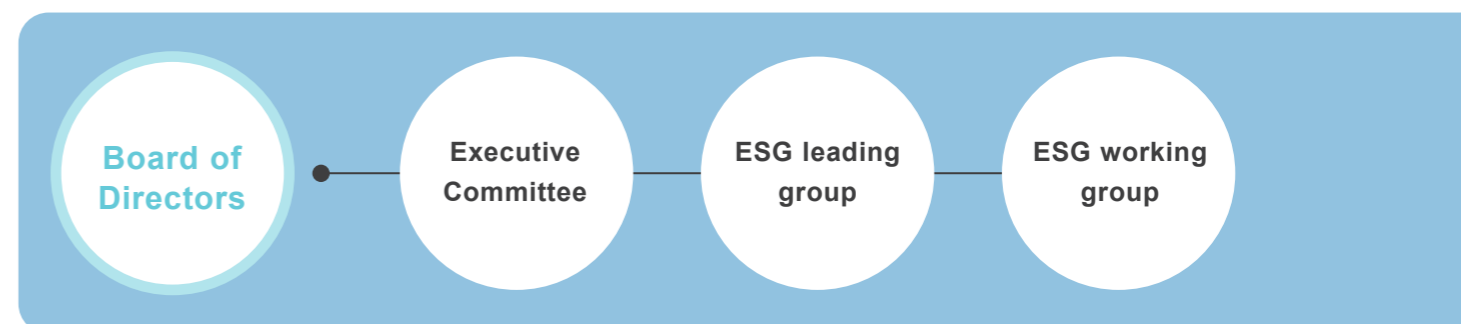 Board of
Directors
Executive
Committee
ESG leading
group
ESG working
group